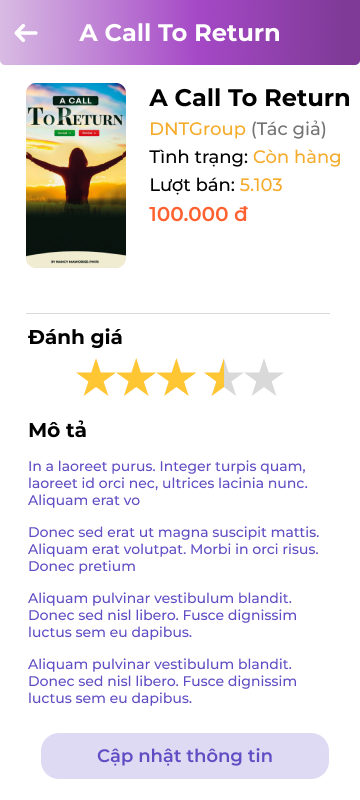 A Call To Return
A CALL
TO RETURN
A Call To Return
DNTGroup (Tác giả)
Tình trạng: Còn hàng
Lượt bán: 5.103
100.000 đ
Đánh giá
Mô tả
In a laoreet purus. Integer turpis quam,
laoreet id orci nec, ultrices lacinia nunc.
Aliquam erat vo
Donec sed erat ut magna suscipit mattis.
Aliquam erat volutpat. Morbi in orci risus.
Donec pretium
Aliquam pulvinar vestibulum blandit.
Donec sed nisl libero. Fusce dignissim
luctus sem eu dapibus.
Aliquam pulvinar vestibulum blandit.
Donec sed nisl libero. Fusce dignissim
luctus sem eu dapibus.
Cập nhật thông tin